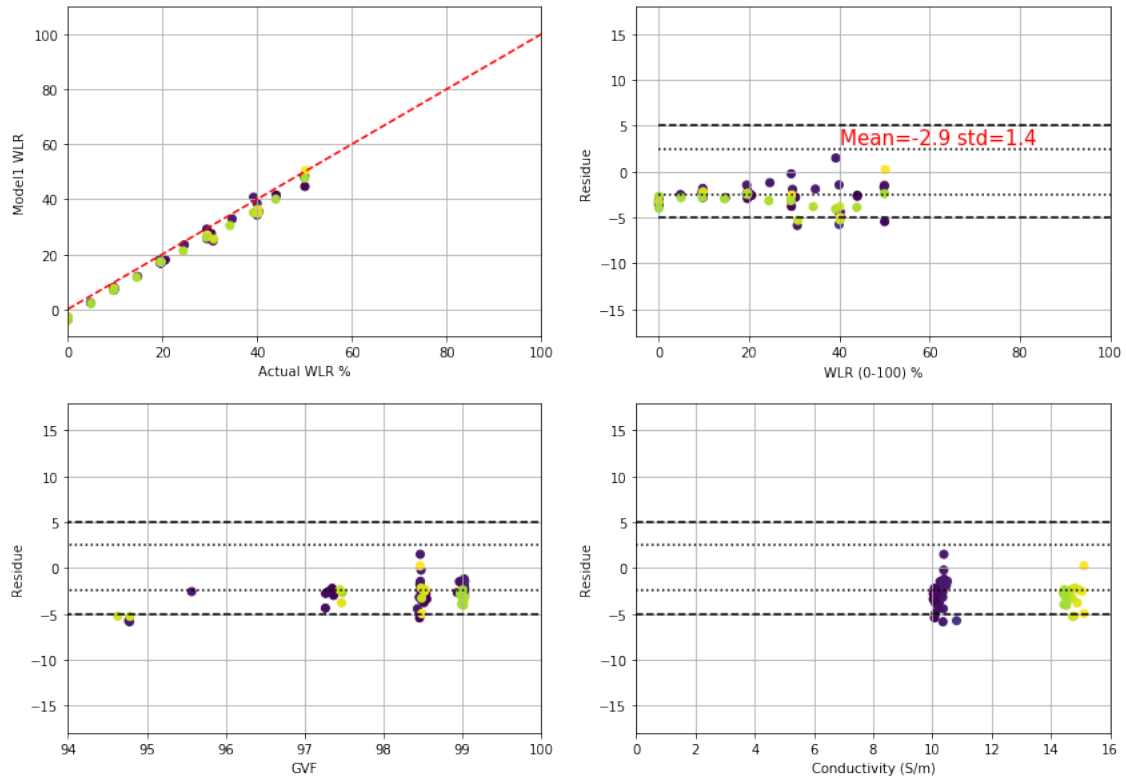 100
80
60
40
20
0
Model1 WLR
0 20 40 60 80 100
Actual WLR %
15
10
5
0
−5
−10
−15
Residue
Mean=-2.9 std=1.4
0 20 40 60 80 100
WLR (0-100) %
15
10
5
0
−5
−10
−15
Residue
94 95 96 97 98 99 100
GVF
15
10
5
0
−5
−10
−15
Residue
0 2 4 6 8 10 12 14 16
Conductivity (S/m)